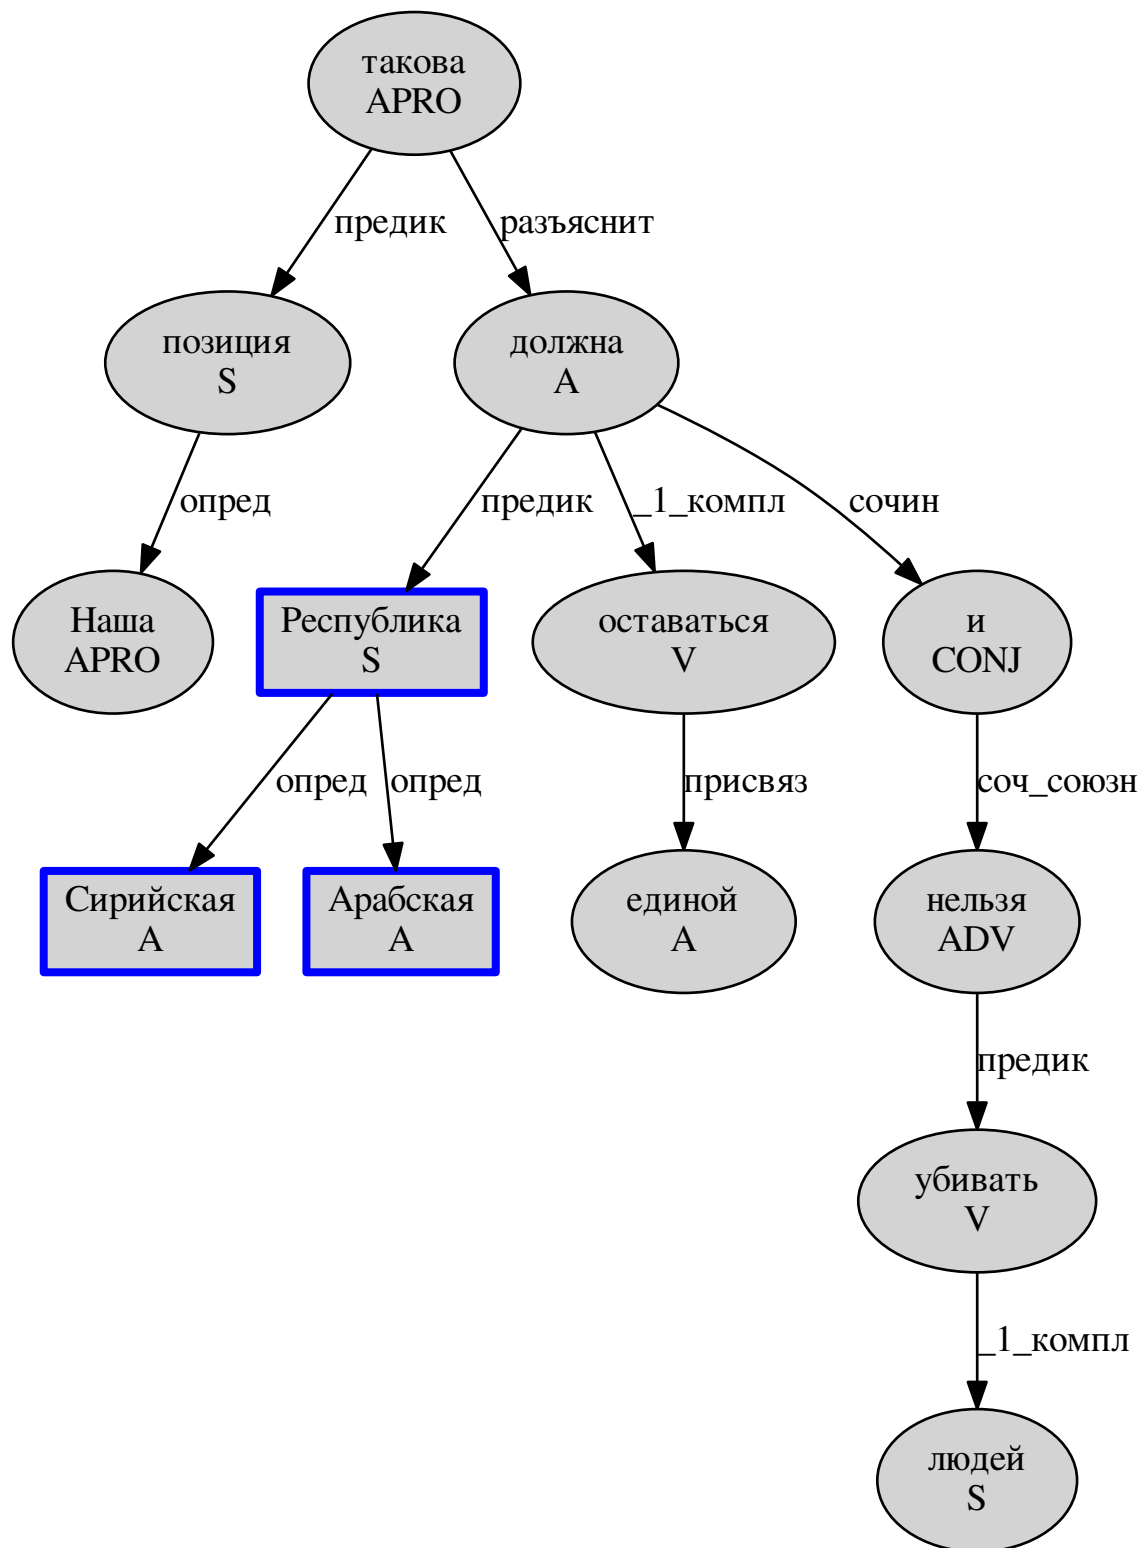 такова
APRO
предик
разъяснит
позиция
S
должна
A
опред
предик
_1_компл
сочин
Наша
APRO
Республика
S
оставаться
V
и
CONJ
опред
опред
присвяз
соч_союзн
Сирийская
A
Арабская
A
единой
A
нельзя
ADV
предик
убивать
V
_1_компл
людей
S